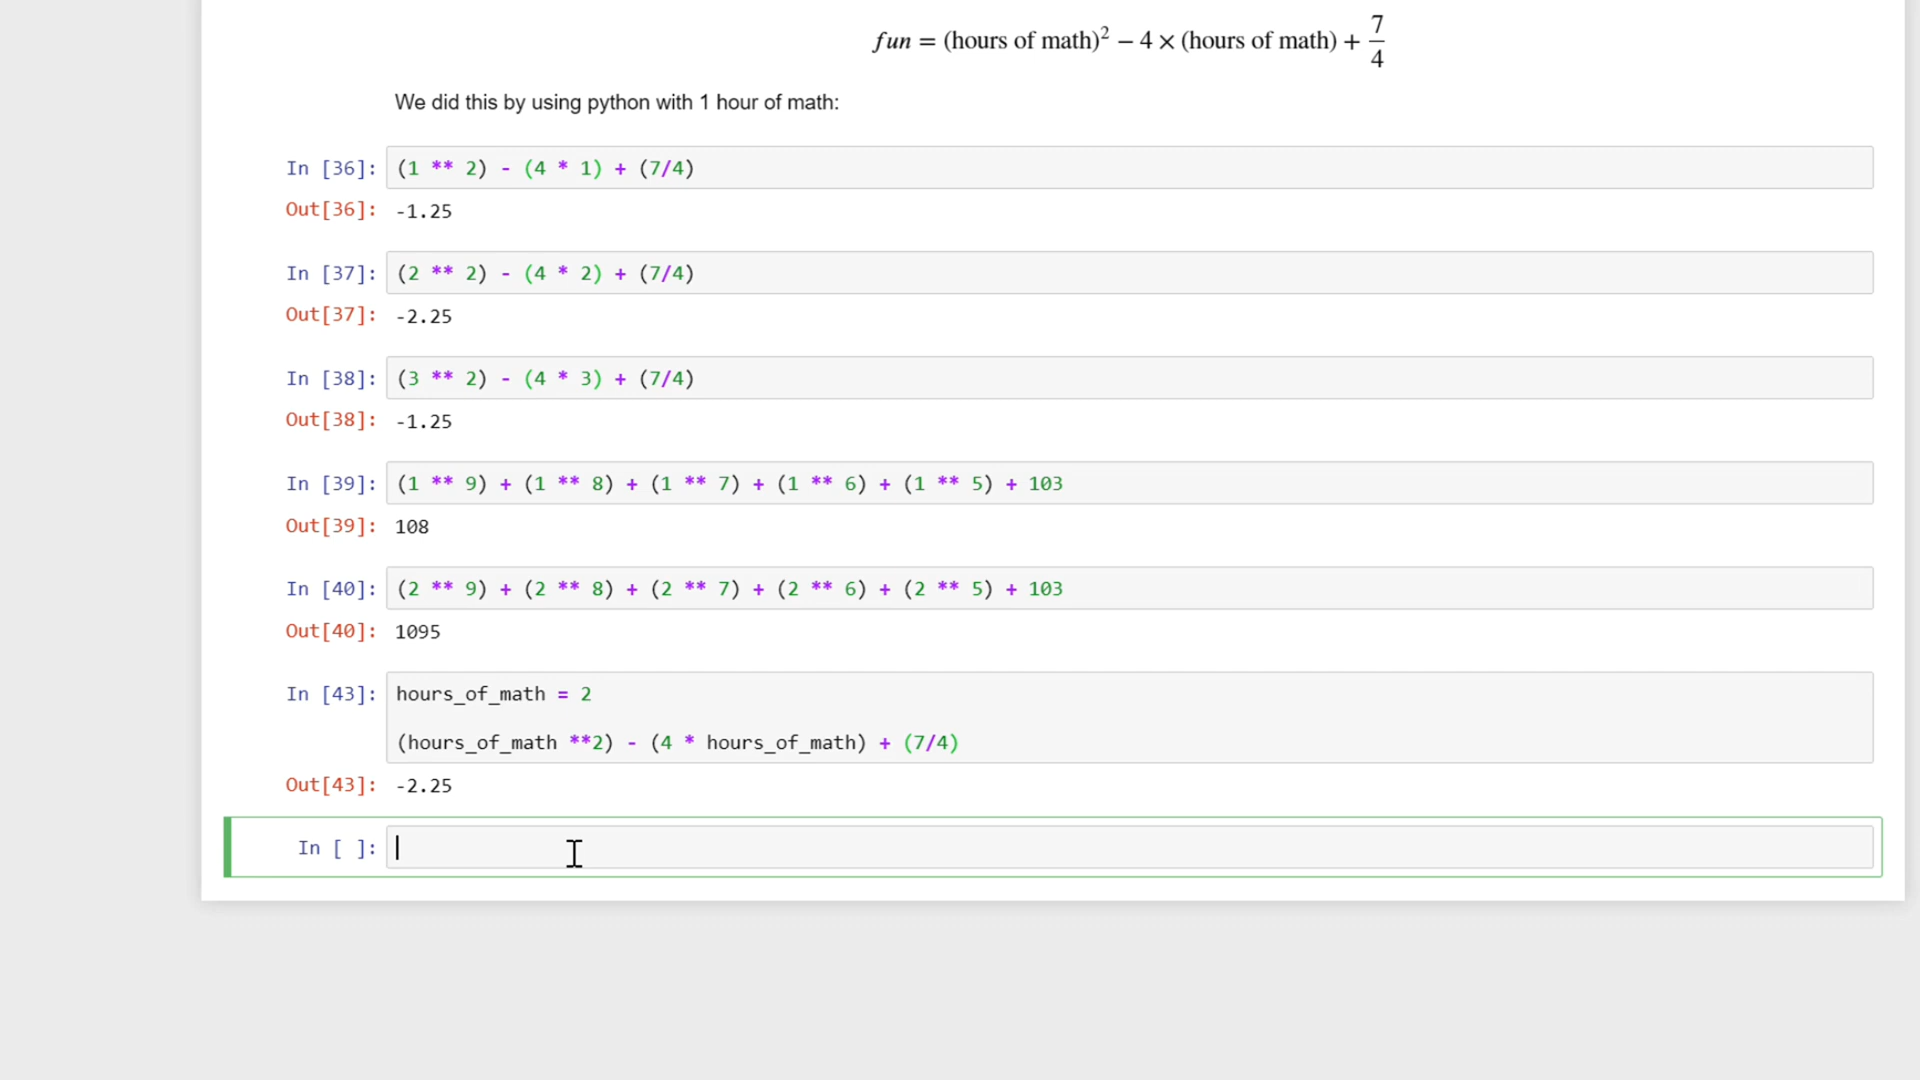 fun = (hours of math)² − 4 × (hours of math) + 7/4
We did this by using python with 1 hour of math:
In [36]: (1 ** 2) - (4 * 1) + (7/4)
Out[36]: -1.25
In [37]: (2 ** 2) - (4 * 2) + (7/4)
Out[37]: -2.25
In [38]: (3 ** 2) - (4 * 3) + (7/4)
Out[38]: -1.25
In [39]: (1 ** 9) + (1 ** 8) + (1 ** 7) + (1 ** 6) + (1 ** 5) + 103
Out[39]: 108
In [40]: (2 ** 9) + (2 ** 8) + (2 ** 7) + (2 ** 6) + (2 ** 5) + 103
Out[40]: 1095
In [43]: hours_of_math = 2
(hours_of_math **2) - (4 * hours_of_math) + (7/4)
Out[43]: -2.25
In [ ]: